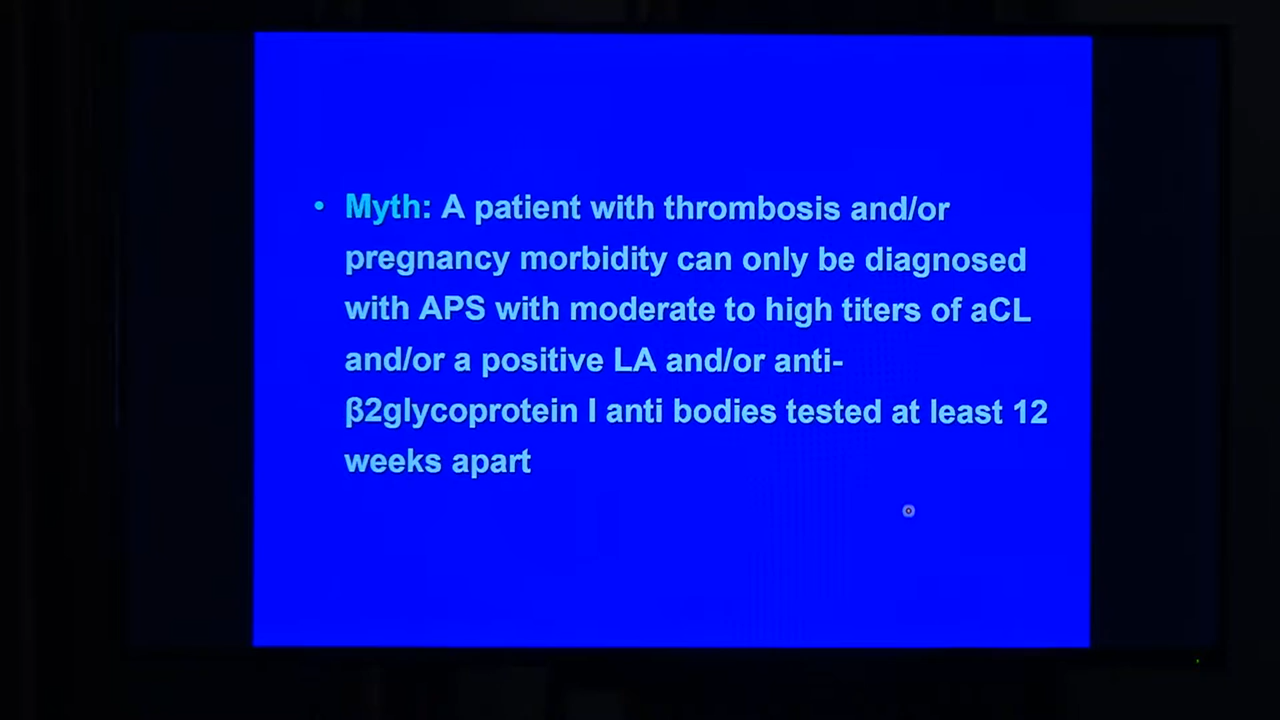 • Myth: A patient with thrombosis and/or
pregnancy morbidity can only be diagnosed
with APS with moderate to high titers of aCL
and/or a positive LA and/or anti-
β2glycoprotein I anti bodies tested at least 12
weeks apart